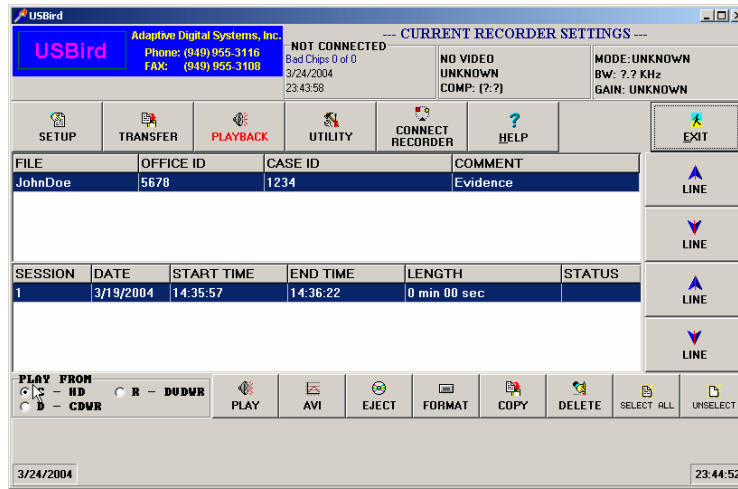 USBird
USBird
Adaptive Digital Systems, Inc.
Phone: (949) 955-3116
FAX: (949) 955-3108
--- CURRENT RECORDER SETTINGS ---
NOT CONNECTED
Bad Chips 0 of 0
3/24/2004
23:43:58
NO VIDEO
UNKNOWN
COMP: (?:?)
MODE:UNKNOWN
BW: ?.? KHz
GAIN: UNKNOWN
SETUP
TRANSFER
PLAYBACK
UTILITY
CONNECT
RECORDER
HELP
EXIT
FILE OFFICE ID CASE ID COMMENT
JohnDoe 5678 1234 Evidence
LINE
LINE
SESSION DATE START TIME END TIME LENGTH STATUS
1 3/19/2004 14:35:57 14:36:22 0 min 00 sec
LINE
LINE
PLAY FROM
C - HD R - DVDWR
D - CDWR
PLAY
AVI
EJECT
FORMAT
COPY
DELETE
SELECT ALL
UNSELECT
3/24/2004
23:44:52